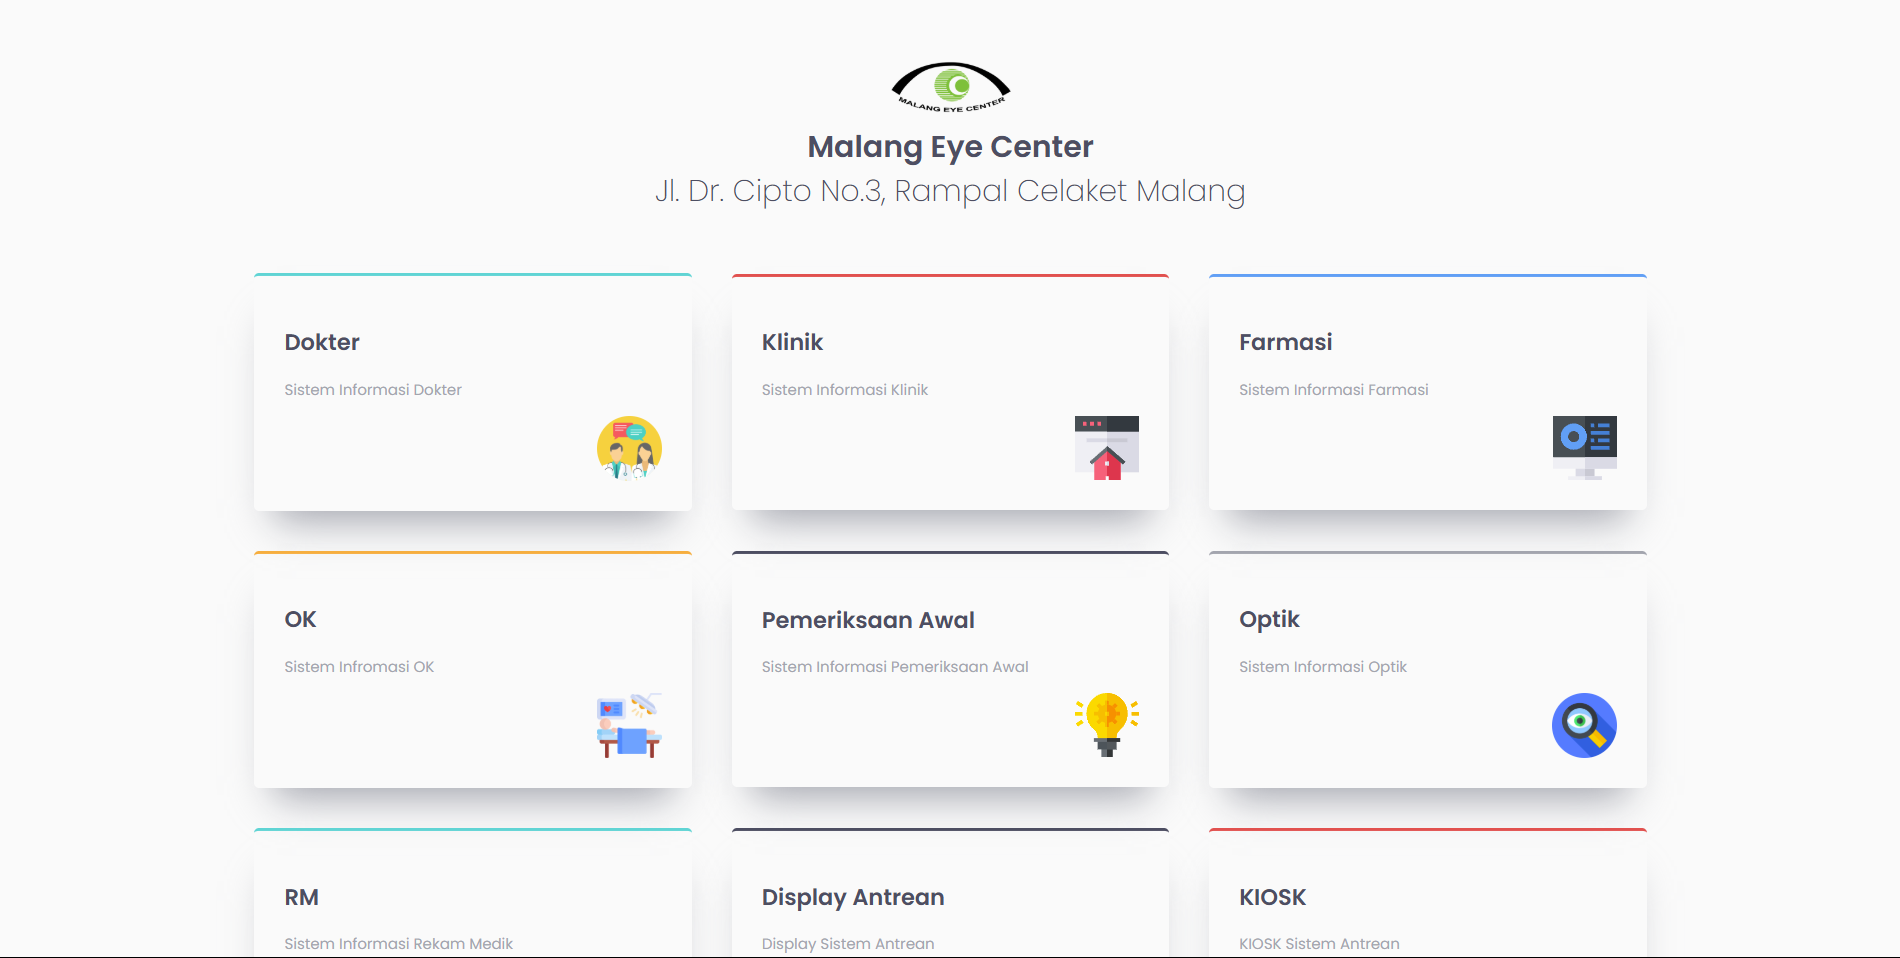 MALANG EYE CENTER
Malang Eye Center
Jl. Dr. Cipto No.3, Rampal Celaket Malang
Dokter
Sistem Informasi Dokter
Klinik
Sistem Informasi Klinik
Farmasi
Sistem Informasi Farmasi
OK
Sistem Infromasi OK
Pemeriksaan Awal
Sistem Informasi Pemeriksaan Awal
Optik
Sistem Informasi Optik
RM
Sistem Informasi Rekam Medik
Display Antrean
Display Sistem Antrean
KIOSK
KIOSK Sistem Antrean